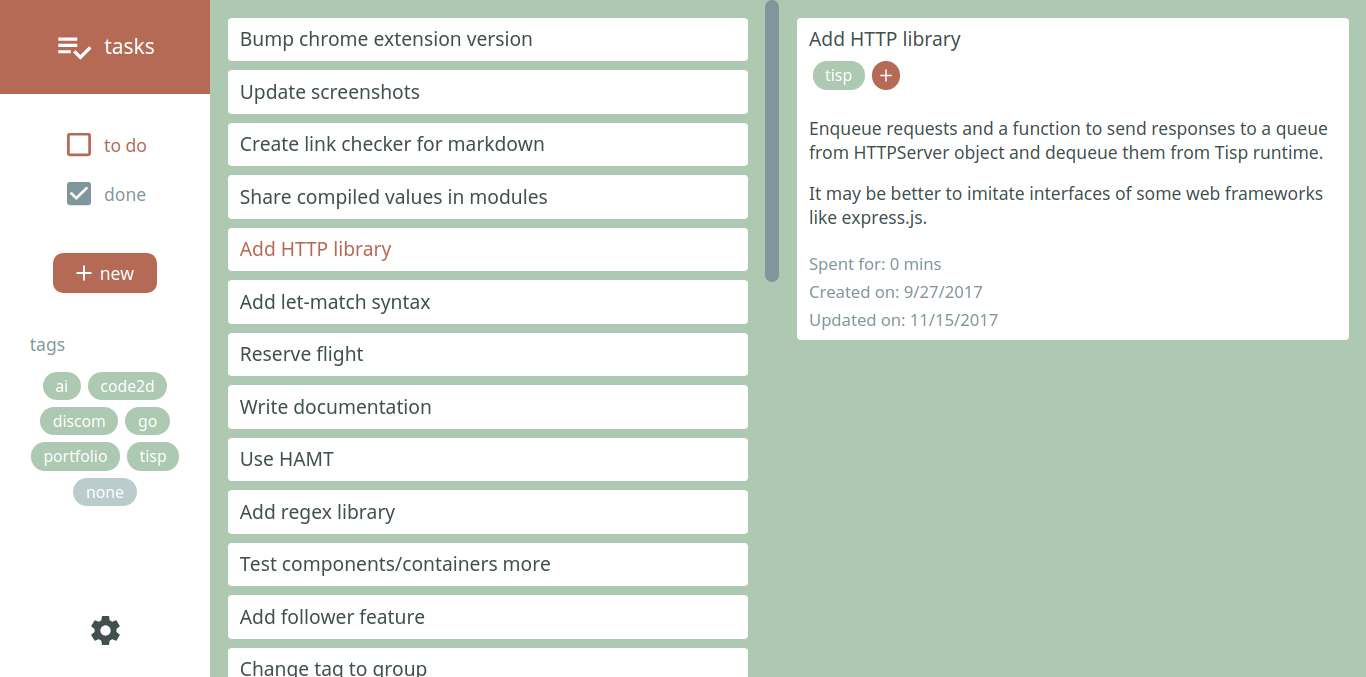 tasks
to do
done
new
tags
ai
code2d
discom
go
portfolio
tisp
none
Bump chrome extension version
Update screenshots
Create link checker for markdown
Share compiled values in modules
Add HTTP library
Add let-match syntax
Reserve flight
Write documentation
Use HAMT
Add regex library
Test components/containers more
Add follower feature
Change tag to group
Add HTTP library
tisp
Enqueue requests and a function to send responses to a queue
from HTTPServer object and dequeue them from Tisp runtime.
It may be better to imitate interfaces of some web frameworks
like express.js.
Spent for: 0 mins
Created on: 9/27/2017
Updated on: 11/15/2017